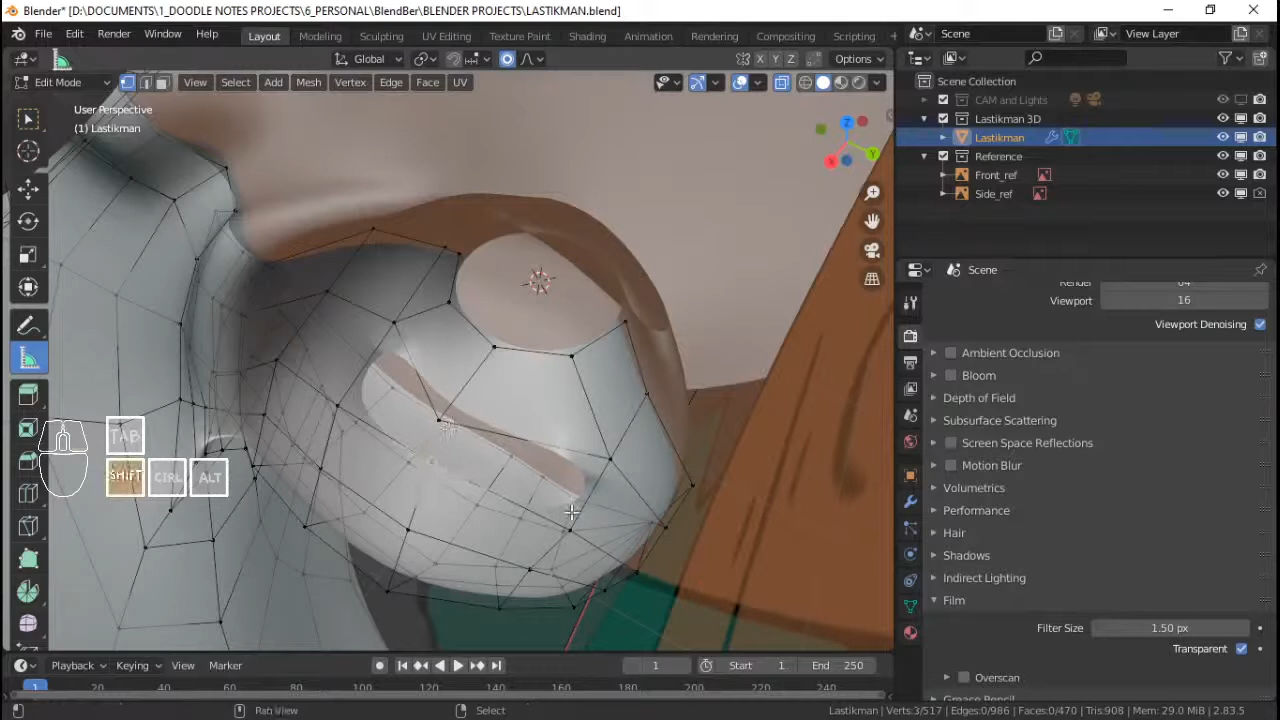 Blender* [D:\DOCUMENTS\1_DOODLE NOTES PROJECTS\6_PERSONAL\BlendBer\BLENDER PROJECTS\LASTIKMAN.blend]
File Edit Render Window Help Layout Modeling Sculpting UV Editing Texture Paint Shading Animation Rendering Compositing Scripting + Scene View Layer
Global X Y Z Options
Edit Mode View Select Add Mesh Vertex Edge Face UV
Scene Collection
CAM and Lights
Lastikman 3D
Lastikman
Reference
Front_ref
Side_ref
User Perspective
(1) Lastikman
Z
Y
X
TAB
SHIFT CTRL ALT
Scene
Render 64
Viewport 16
Viewport Denoising
Ambient Occlusion
Bloom
Depth of Field
Subsurface Scattering
Screen Space Reflections
Motion Blur
Volumetrics
Performance
Hair
Shadows
Indirect Lighting
Film
Filter Size 1.50 px
Transparent
Overscan
Grease Pencil
Playback Keying View Marker 1 Start 1 End 250
1 20 40 60 80 100 120 140 160 180 200 220 240
Select Lastikman | Verts:3/517 | Edges:0/986 | Faces:0/470 | Tris:908 | Mem: 29.0 MiB | 2.83.5